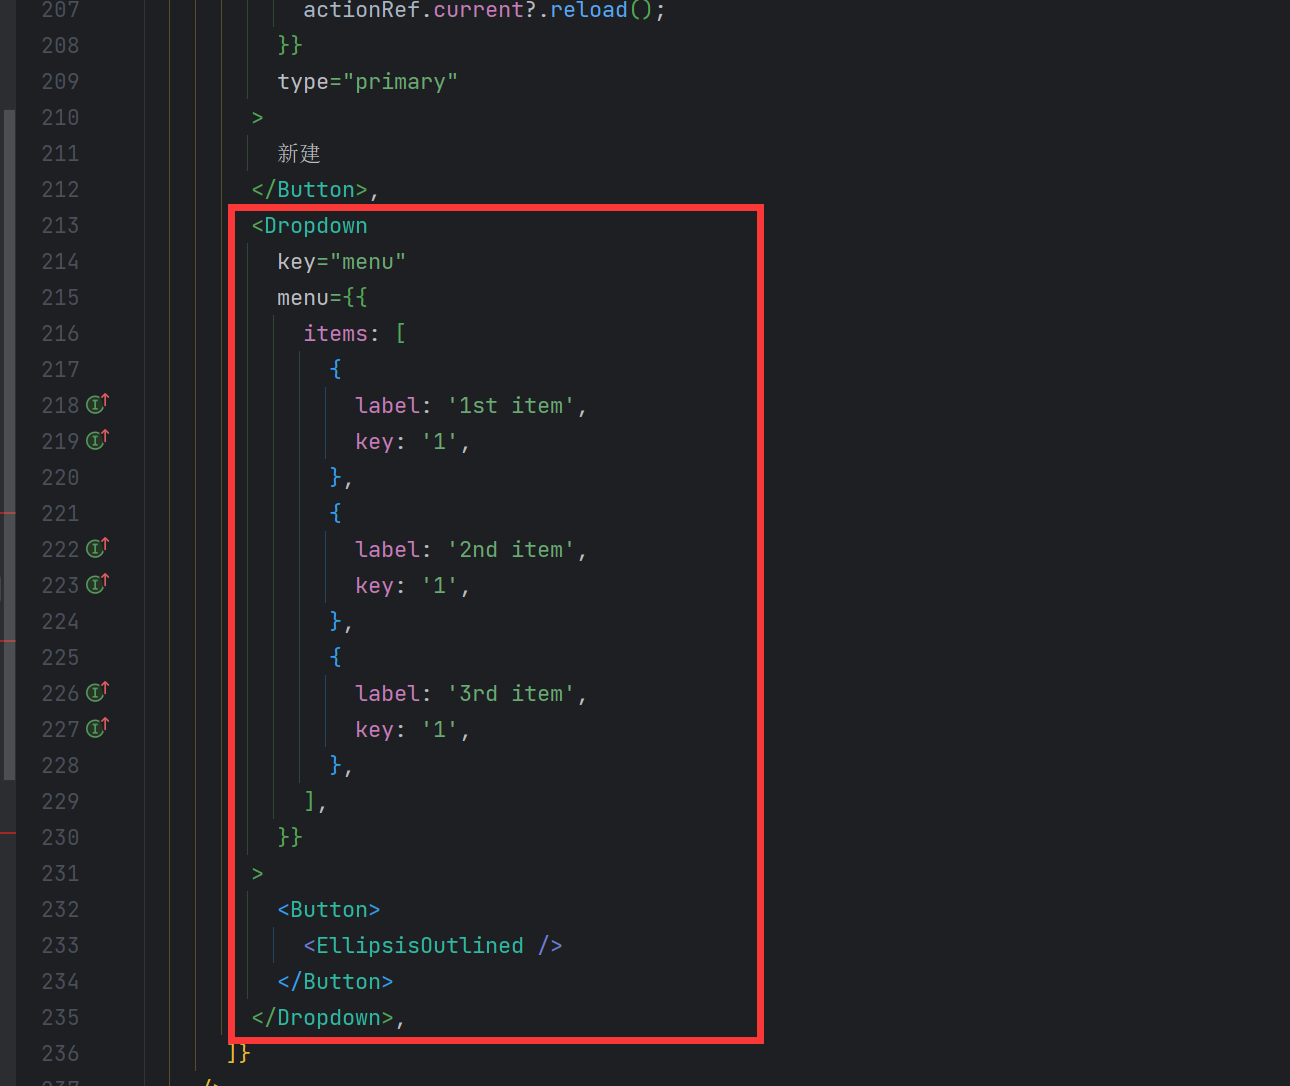 207 actionRef.current?.reload();
208 }}
209 type="primary"
210 >
211 新建
212 </Button>,
213 <Dropdown
214 key="menu"
215 menu={{
216 items: [
217 {
218 label: '1st item',
219 key: '1',
220 },
221 {
222 label: '2nd item',
223 key: '1',
224 },
225 {
226 label: '3rd item',
227 key: '1',
228 },
229 ],
230 }}
231 >
232 <Button>
233 <EllipsisOutlined />
234 </Button>
235 </Dropdown>,
236 ]}
237 />